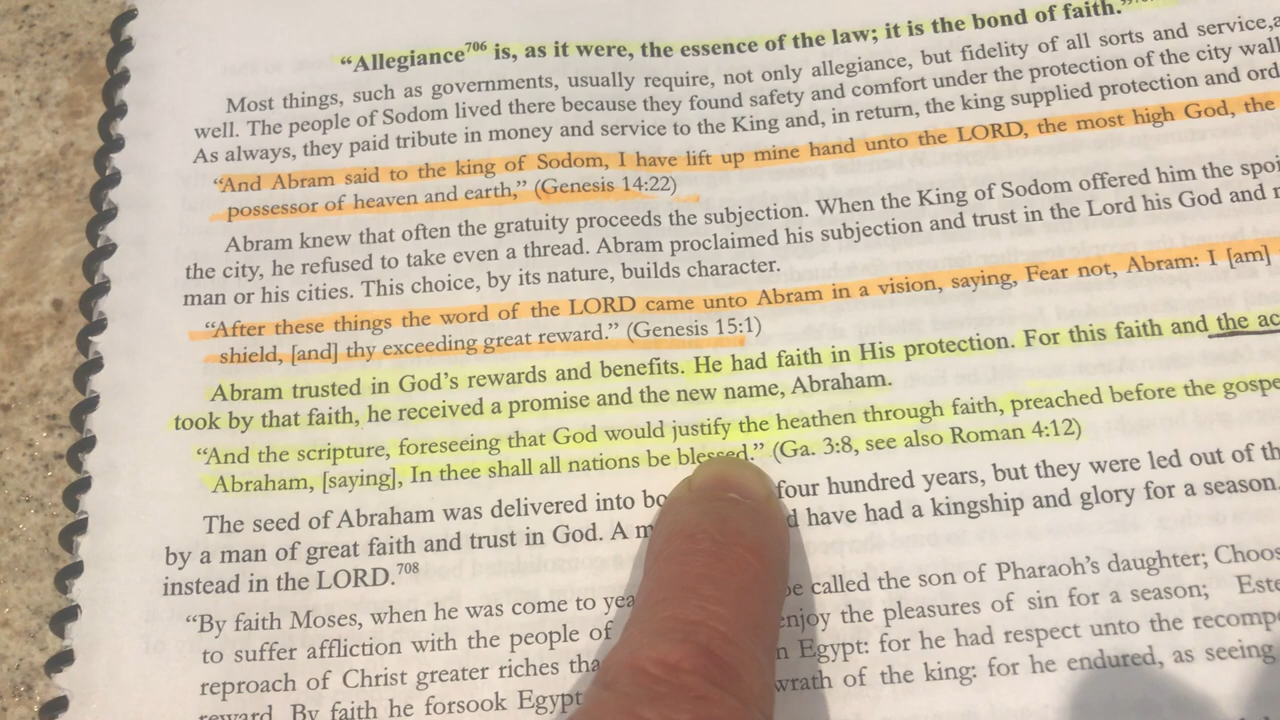 “Allegiance706 is, as it were, the essence of the law; it is the bond of faith.”
Most things, such as governments, usually require, not only allegiance, but fidelity of all sorts and service,
well. The people of Sodom lived there because they found safety and comfort under the protection of the city wall
As always, they paid tribute in money and service to the King and, in return, the king supplied protection and ord
“And Abram said to the king of Sodom, I have lift up mine hand unto the LORD, the most high God, the
possessor of heaven and earth,” (Genesis 14:22)
Abram knew that often the gratuity proceeds the subjection. When the King of Sodom offered him the spoi
the city, he refused to take even a thread. Abram proclaimed his subjection and trust in the Lord his God and
man or his cities. This choice, by its nature, builds character.
“After these things the word of the LORD came unto Abram in a vision, saying, Fear not, Abram: I [am]
shield, [and] thy exceeding great reward.” (Genesis 15:1)
Abram trusted in God’s rewards and benefits. He had faith in His protection. For this faith and the ac
took by that faith, he received a promise and the new name, Abraham.
“And the scripture, foreseeing that God would justify the heathen through faith, preached before the gospe
Abraham, [saying], In thee shall all nations be blessed.” (Ga. 3:8, see also Roman 4:12)
The seed of Abraham was delivered into bo four hundred years, but they were led out of th
by a man of great faith and trust in God. A m d have had a kingship and glory for a season.
instead in the LORD.708
“By faith Moses, when he was come to yea be called the son of Pharaoh’s daughter; Choos
to suffer affliction with the people of enjoy the pleasures of sin for a season; Este
reproach of Christ greater riches tha n Egypt: for he had respect unto the recomp
reward. By faith he forsook Egypt wrath of the king: for he endured, as seeing